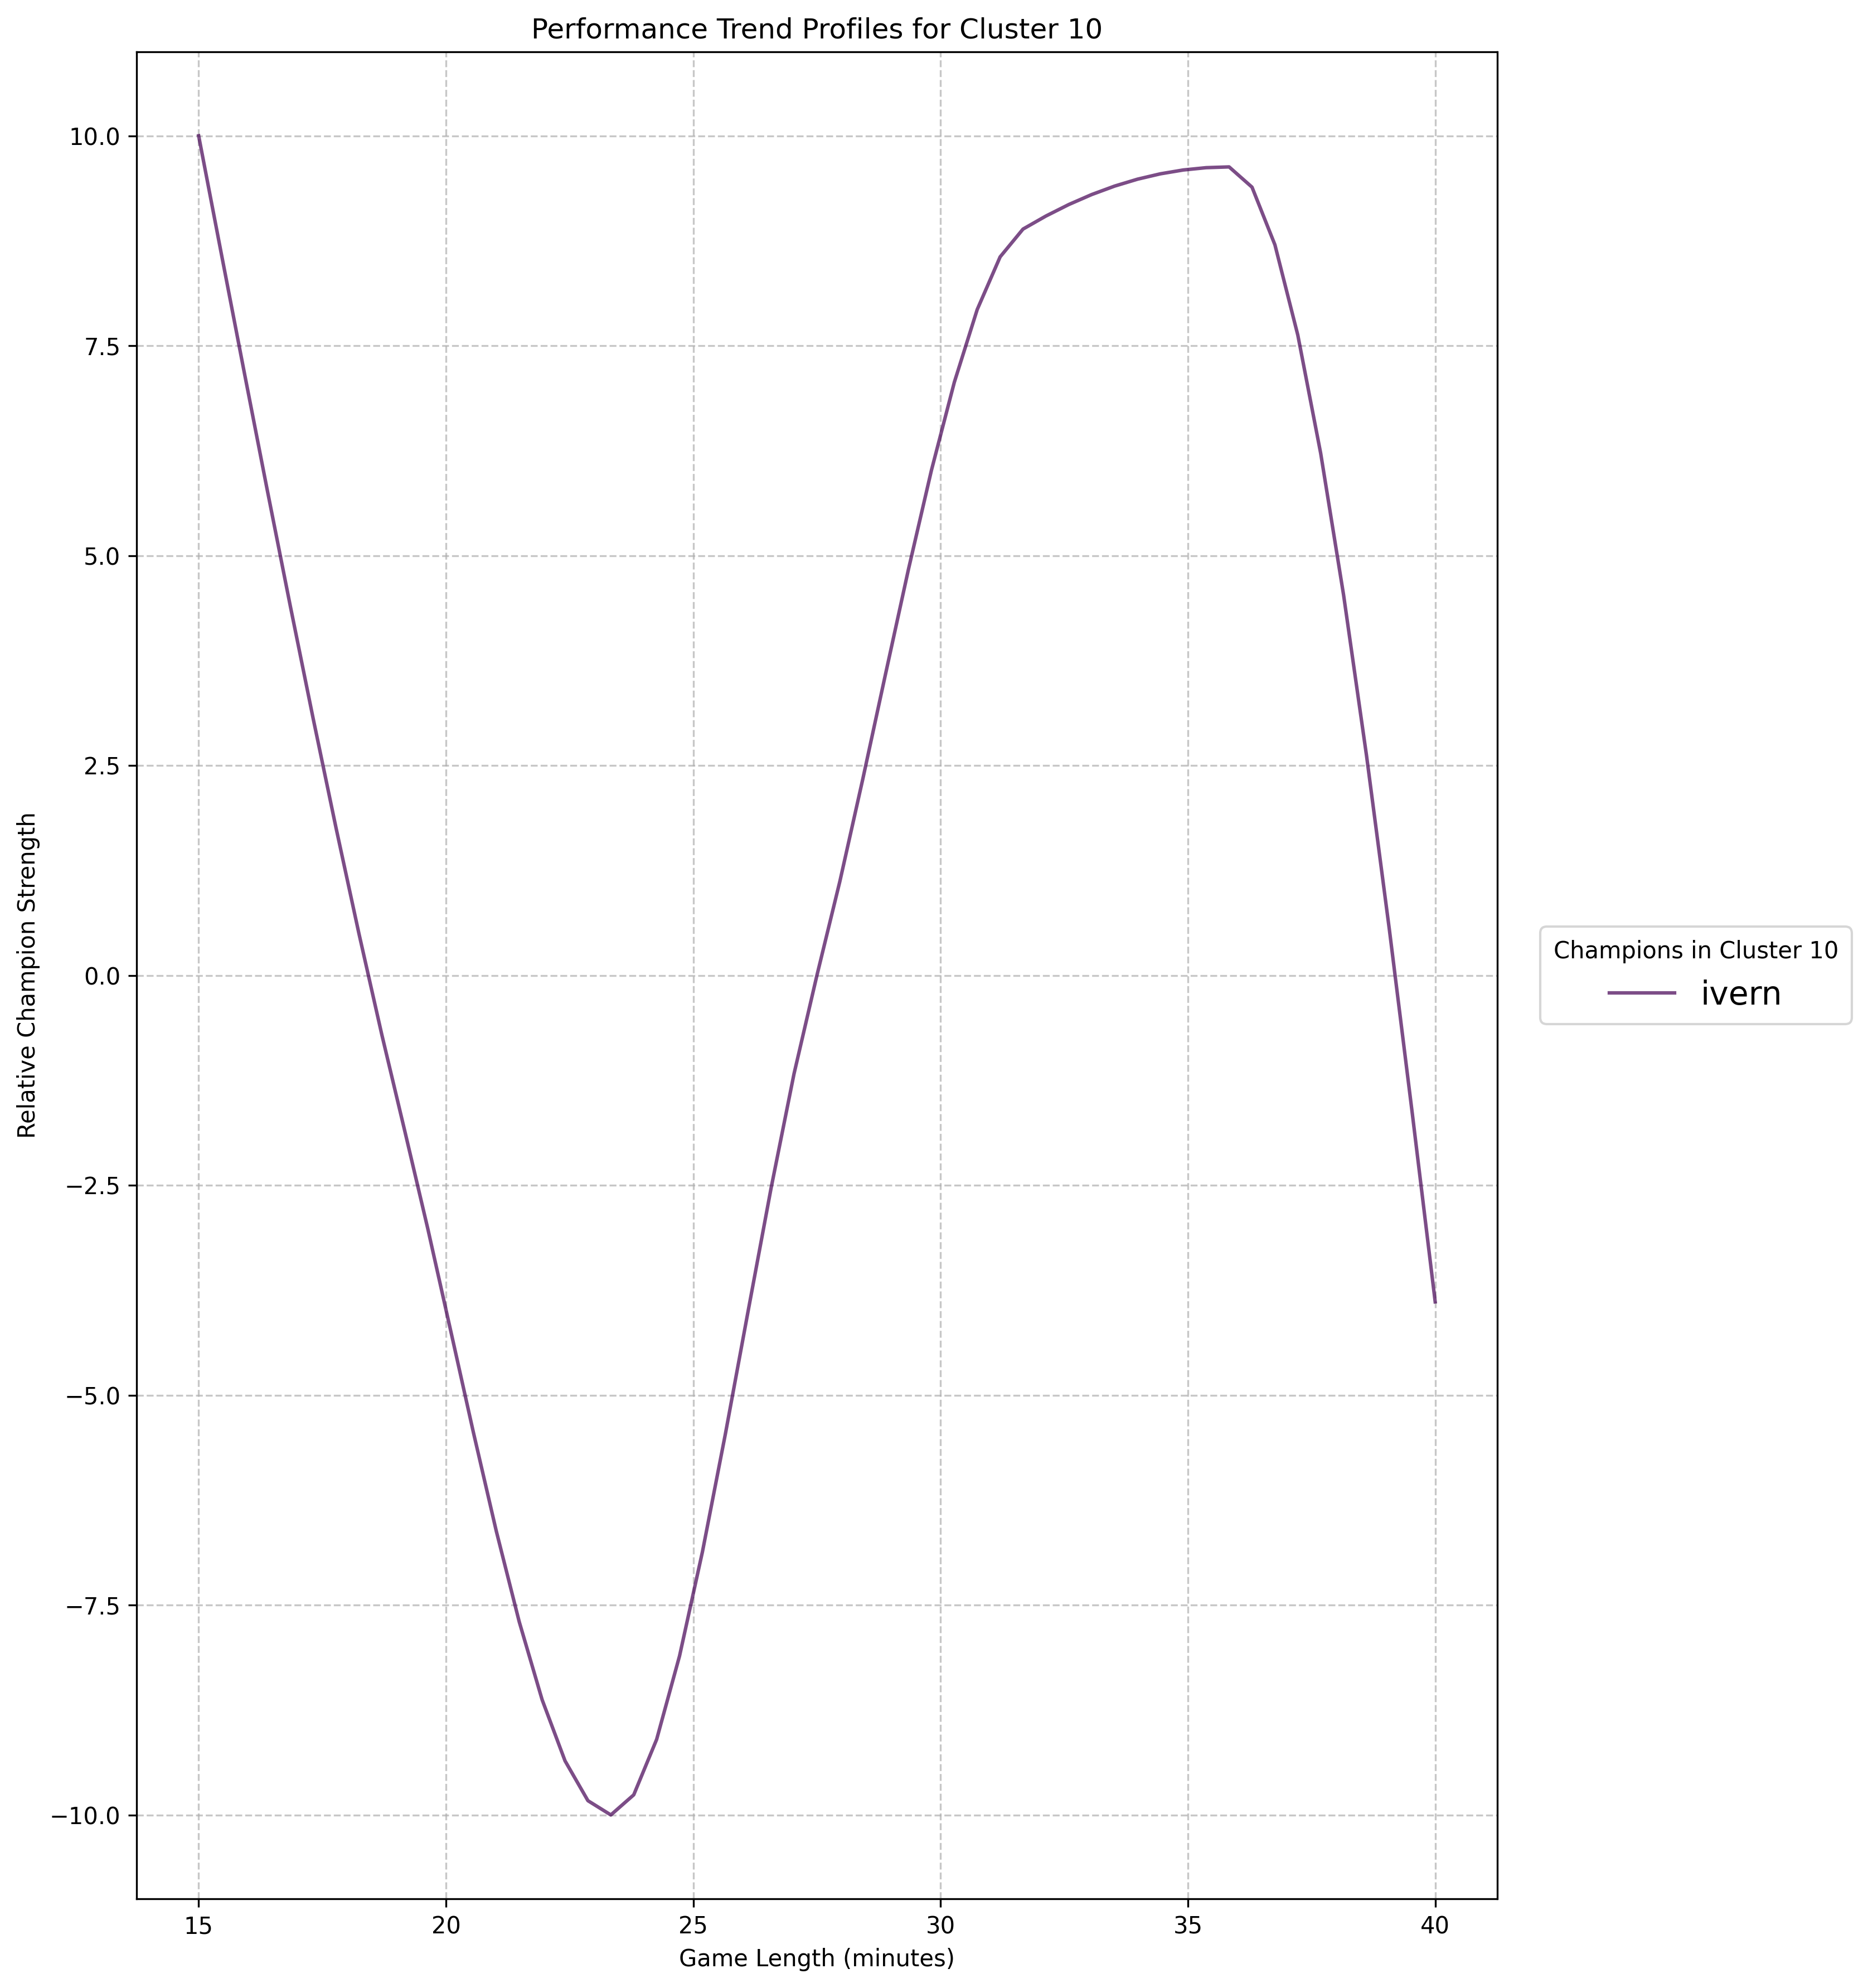 Performance Trend Profiles for Cluster 10
10.0
7.5
5.0
2.5
0.0
−2.5
−5.0
−7.5
−10.0
Relative Champion Strength
15 20 25 30 35 40
Game Length (minutes)
Champions in Cluster 10
ivern